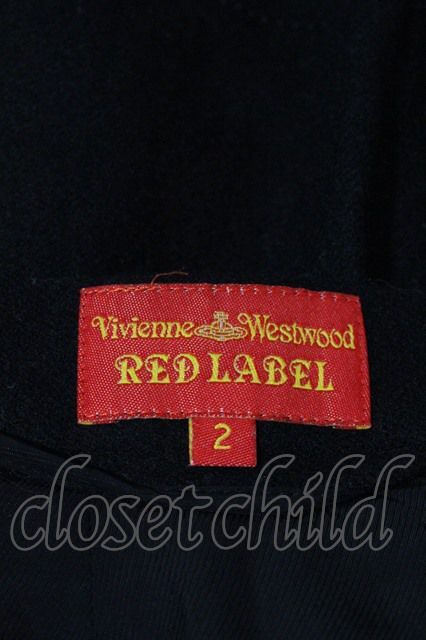 Vivienne Westwood
RED LABEL
2
closetchild